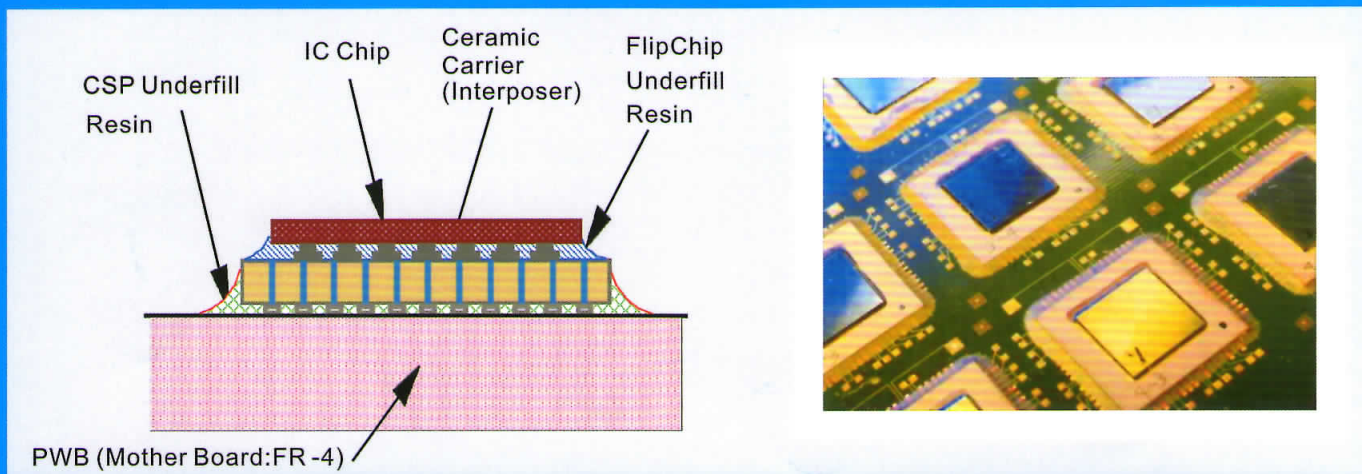 CSP Underfill
Resin
IC Chip
Ceramic
Carrier
(Interposer)
FlipChip
Underfill
Resin
PWB (Mother Board:FR-4)